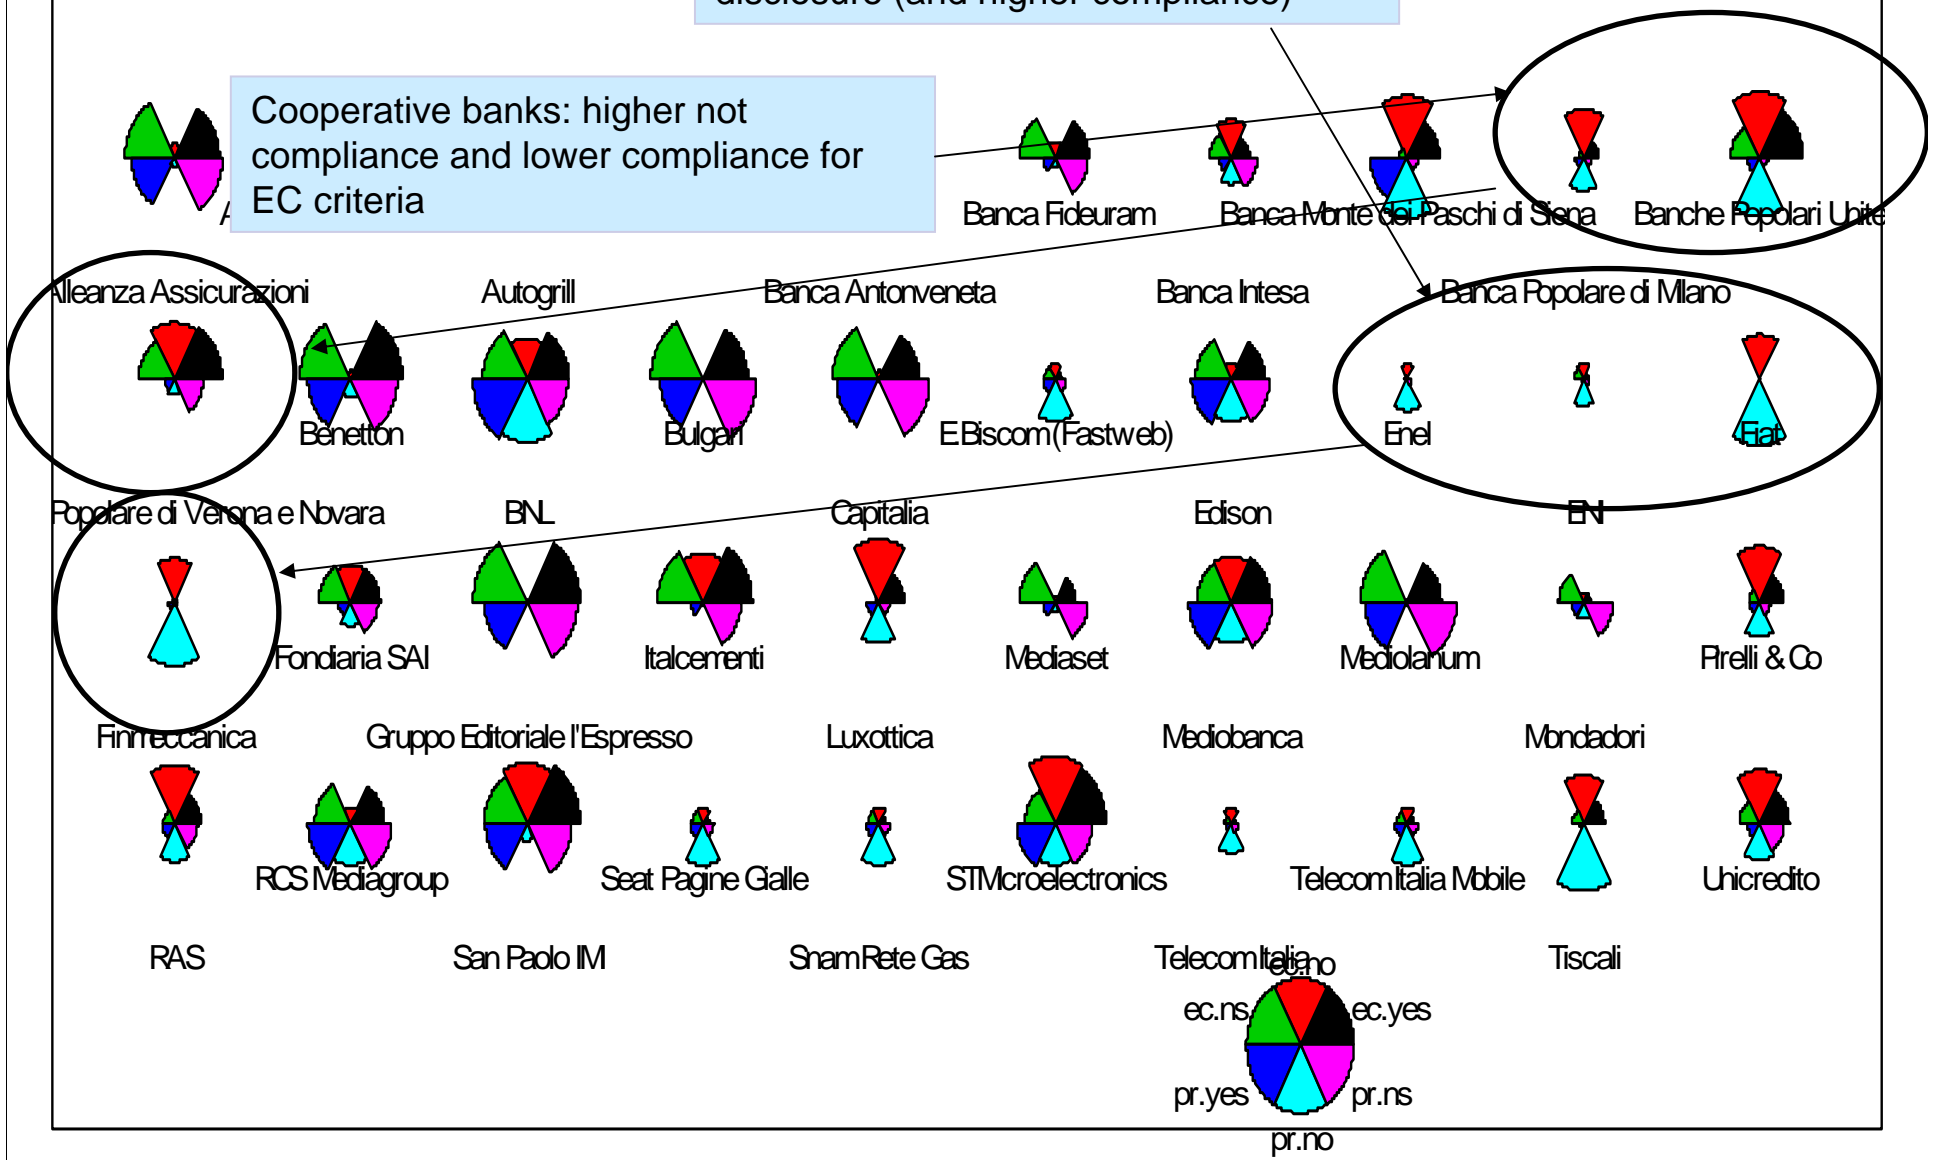 disclosure (and higher compliance)
Cooperative banks: higher not
compliance and lower compliance for
EC criteria
Banca Fideuram
Banca Monte dei Paschi di Siena
Banche Popolari Unite
Alleanza Assicurazioni
Autogrill
Banca Antonveneta
Banca Intesa
Banca Popolare di Milano
Benetton
Bulgari
E.Biscom (Fastweb)
Enel
Fiat
Popolare di Verona e Novara
BNL
Capitalia
Edison
ENI
Fondiaria SAI
Italcementi
Mediaset
Mediolanum
Pirelli & Co
Finmeccanica
Gruppo Editoriale l'Espresso
Luxottica
Mediobanca
Mondadori
RCS Mediagroup
Seat Pagine Gialle
STMicroelectronics
Telecom Italia Mobile
Unicredito
RAS
San Paolo IMI
Snam Rete Gas
Telecom Italia
Tiscali
ec.no
ec.ns
ec.yes
pr.yes
pr.ns
pr.no